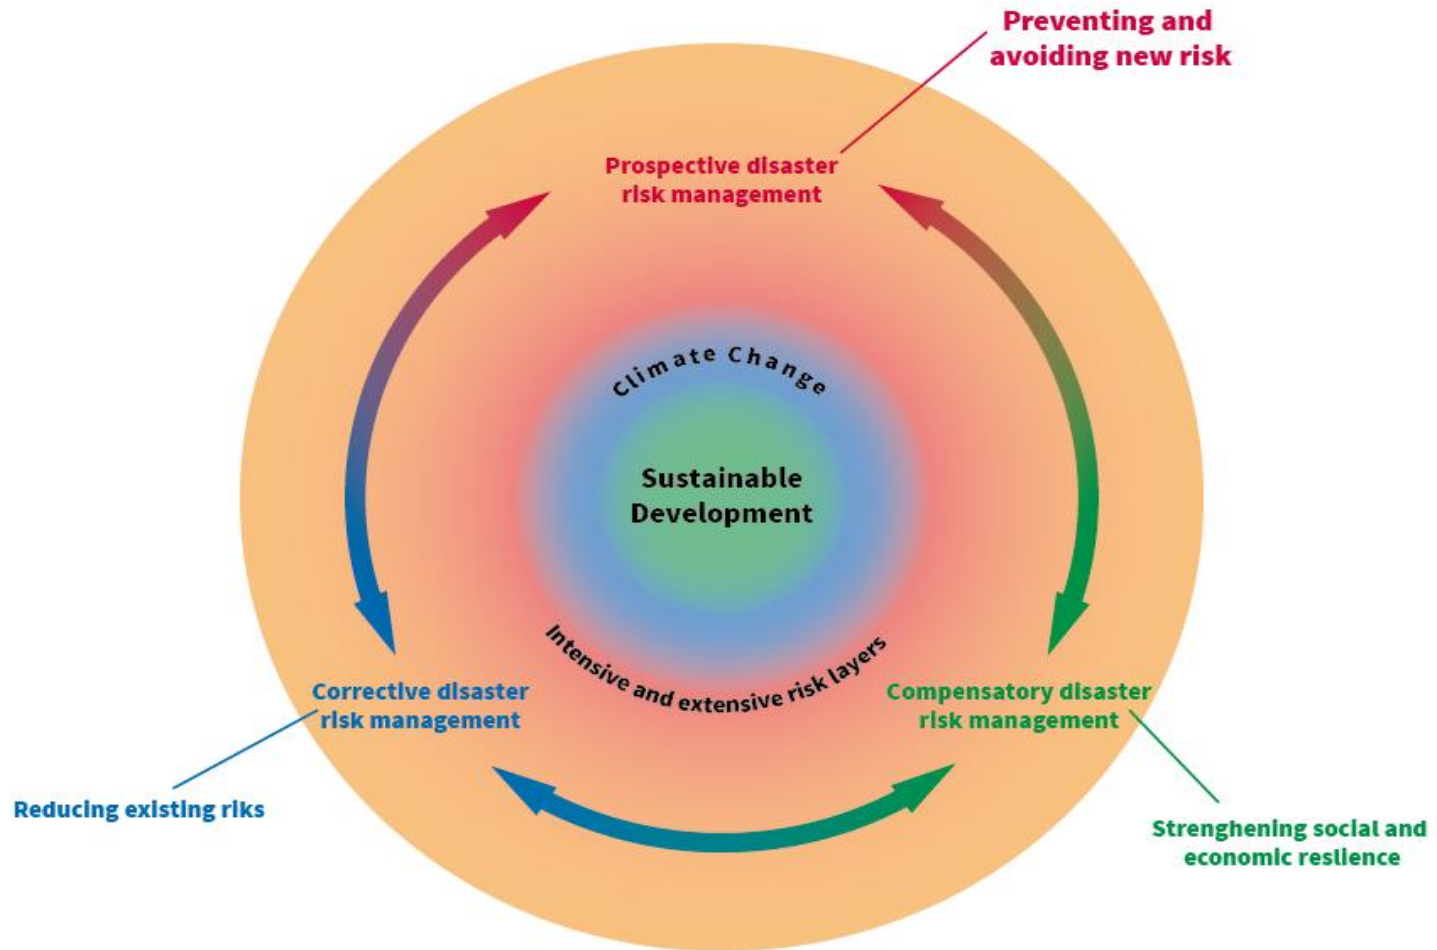 Preventing and
avoiding new risk
Prospective disaster
risk management
Climate Change
Sustainable
Development
Intensive and extensive risk layers
Corrective disaster
risk management
Compensatory disaster
risk management
Reducing existing riks
Strenghening social and
economic reslience